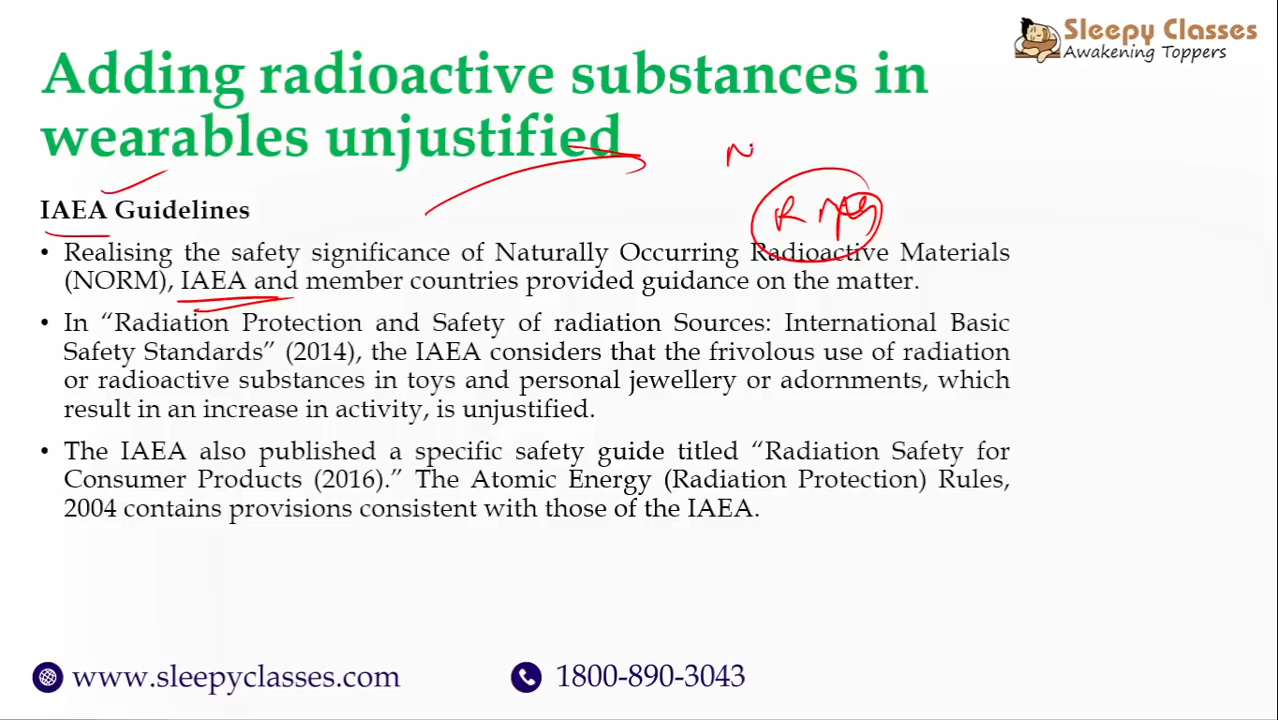 Sleepy Classes
Awakening Toppers
Adding radioactive substances in
wearables unjustified
N
IAEA Guidelines
• Realising the safety significance of Naturally Occurring Radioactive Materials
(NORM), IAEA and member countries provided guidance on the matter.
• In “Radiation Protection and Safety of radiation Sources: International Basic
Safety Standards” (2014), the IAEA considers that the frivolous use of radiation
or radioactive substances in toys and personal jewellery or adornments, which
result in an increase in activity, is unjustified.
• The IAEA also published a specific safety guide titled “Radiation Safety for
Consumer Products (2016).” The Atomic Energy (Radiation Protection) Rules,
2004 contains provisions consistent with those of the IAEA.
www.sleepyclasses.com
1800-890-3043